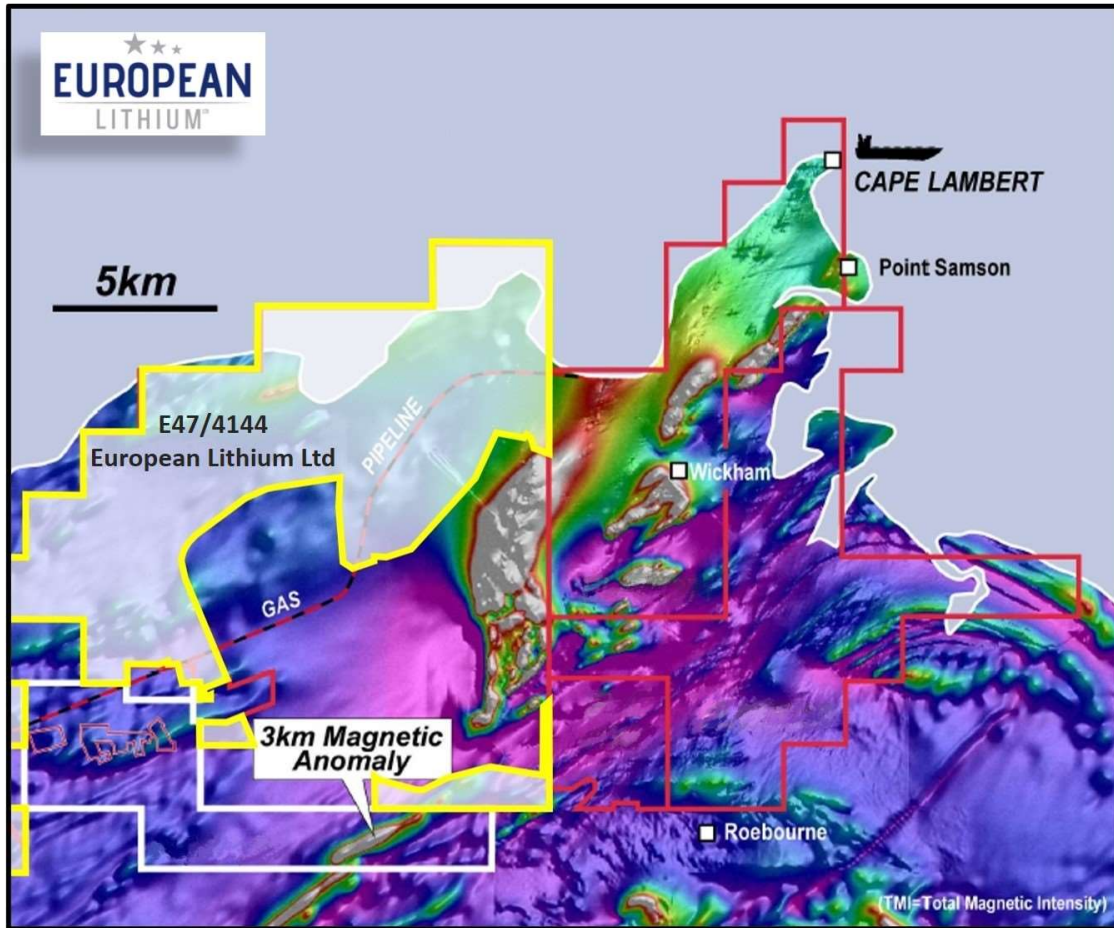 EUROPEAN
LITHIUM
CAPE LAMBERT
Point Samson
5km
E47/4144
European Lithium Ltd
PIPELINE
Wickham
GAS
3km Magnetic
Anomaly
Roebourne
(TMI=Total Magnetic Intensity)